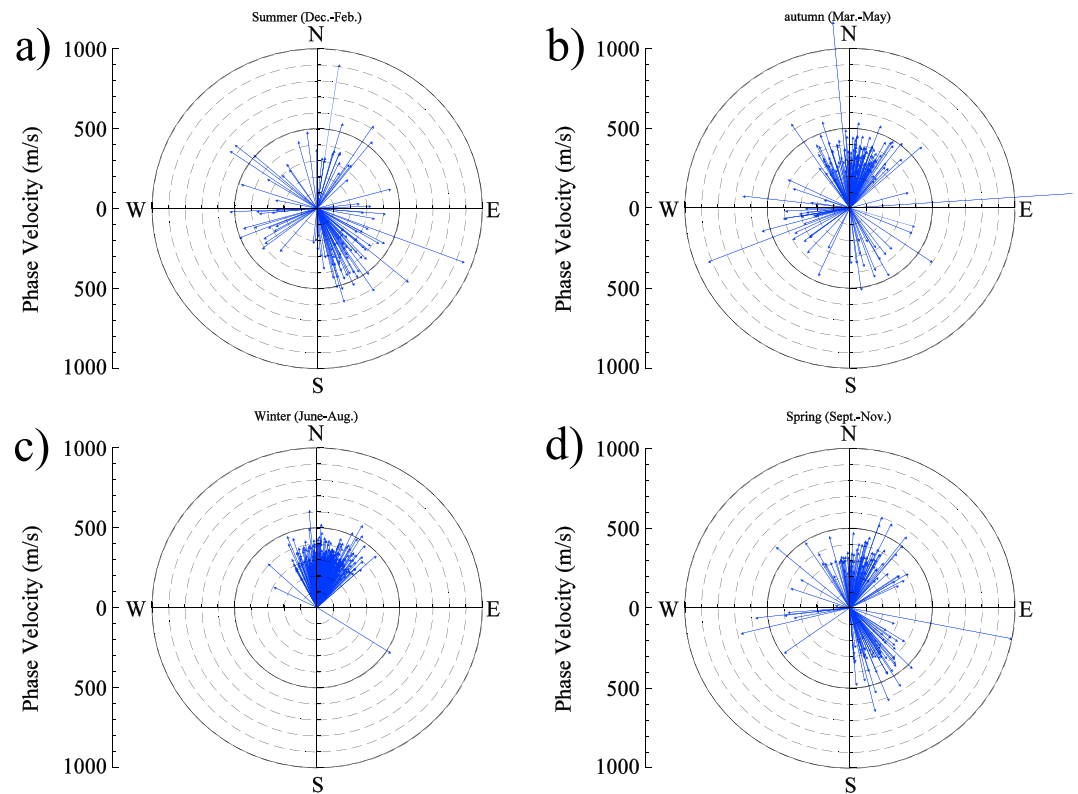 a)
Summer (Dec.-Feb.)
N
1000
500
0
500
1000
Phase Velocity (m/s)
W
E
S
b)
autumn (Mar.-May)
N
1000
500
0
500
1000
Phase Velocity (m/s)
W
E
S
c)
Winter (June-Aug.)
N
1000
500
0
500
1000
Phase Velocity (m/s)
W
E
S
d)
Spring (Sept.-Nov.)
N
1000
500
0
500
1000
Phase Velocity (m/s)
W
E
S